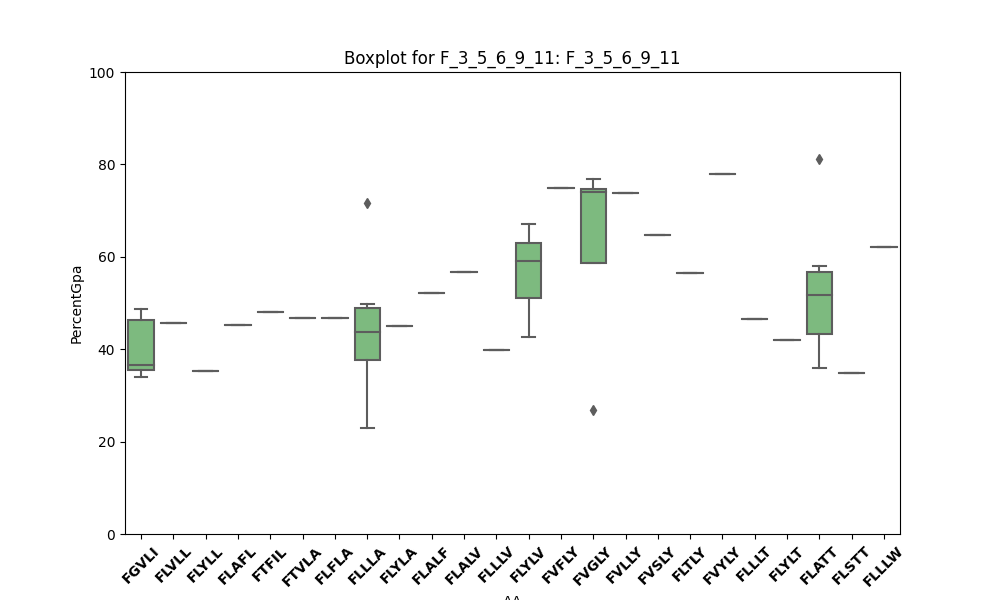 Boxplot for F_3_5_6_9_11: F_3_5_6_9_11
100
80
60
40
20
0
PercentGpa
FGVLI
FLVLL
FLYLL
FLAFL
FTFIL
FTVLA
FLFLA
FLLLA
FLYLA
FLALF
FLALV
FLLLV
FLYLV
FVFLY
FVGLY
FVLLY
FVSLY
FLTLY
FVYLY
FLLLT
FLYLT
FLATT
FLSTT
FLLLW
AA